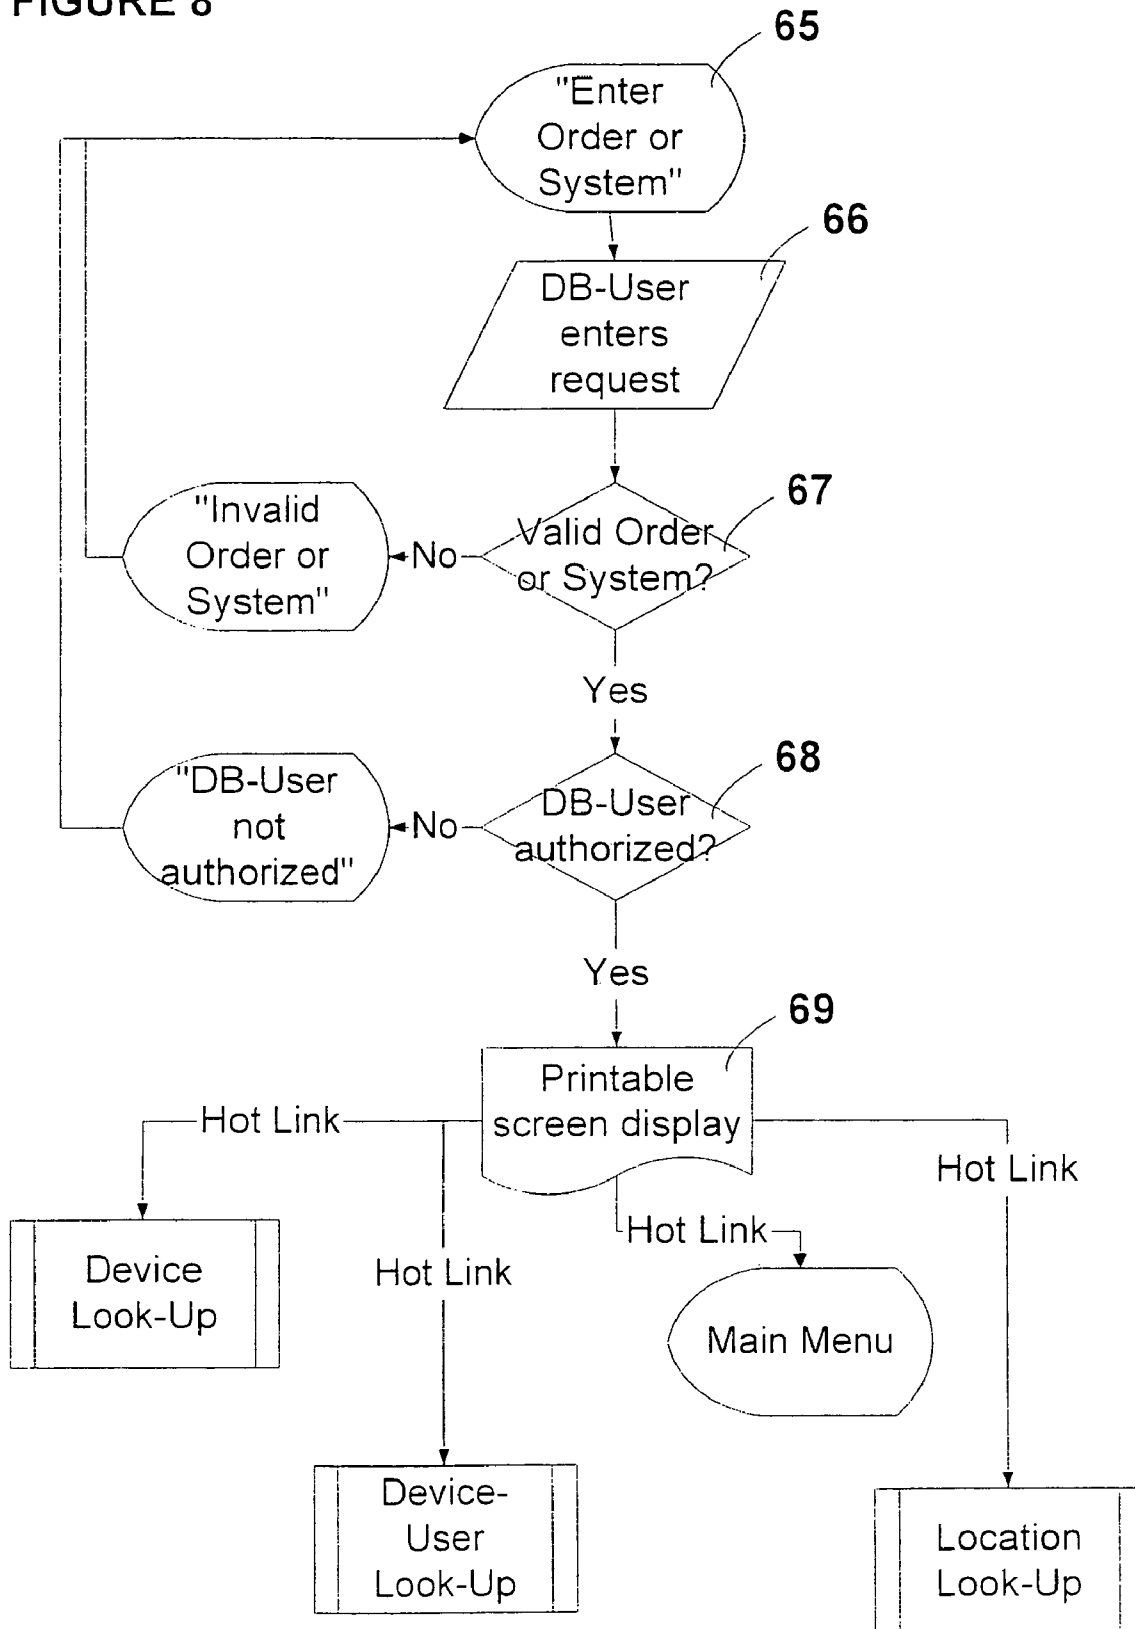 FIGURE 8
65
"Enter
Order or
System"
66
DB-User
enters
request
67
"Invalid
Order or
System"
No
Valid Order
or System?
Yes
68
"DB-User
not
authorized"
No
DB-User
authorized?
Yes
69
Printable
screen display
Hot Link
Hot Link
Hot Link
Hot Link
Device
Look-Up
Main Menu
Device-
User
Look-Up
Location
Look-Up